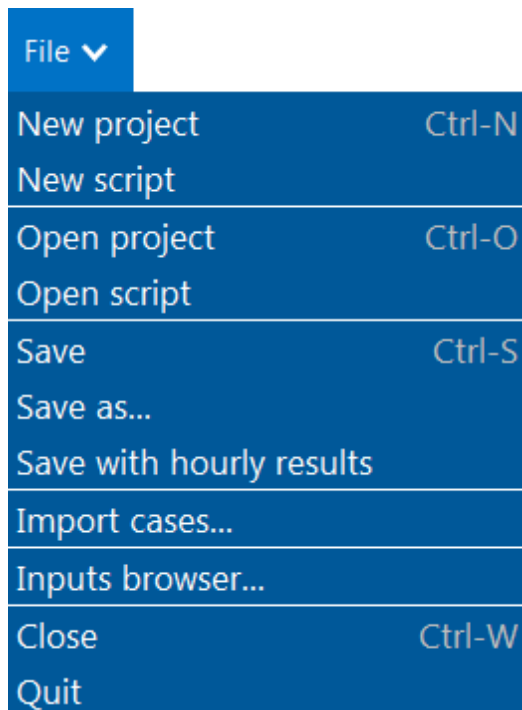 File
New project Ctrl-N
New script
Open project Ctrl-O
Open script
Save Ctrl-S
Save as...
Save with hourly results
Import cases...
Inputs browser...
Close Ctrl-W
Quit